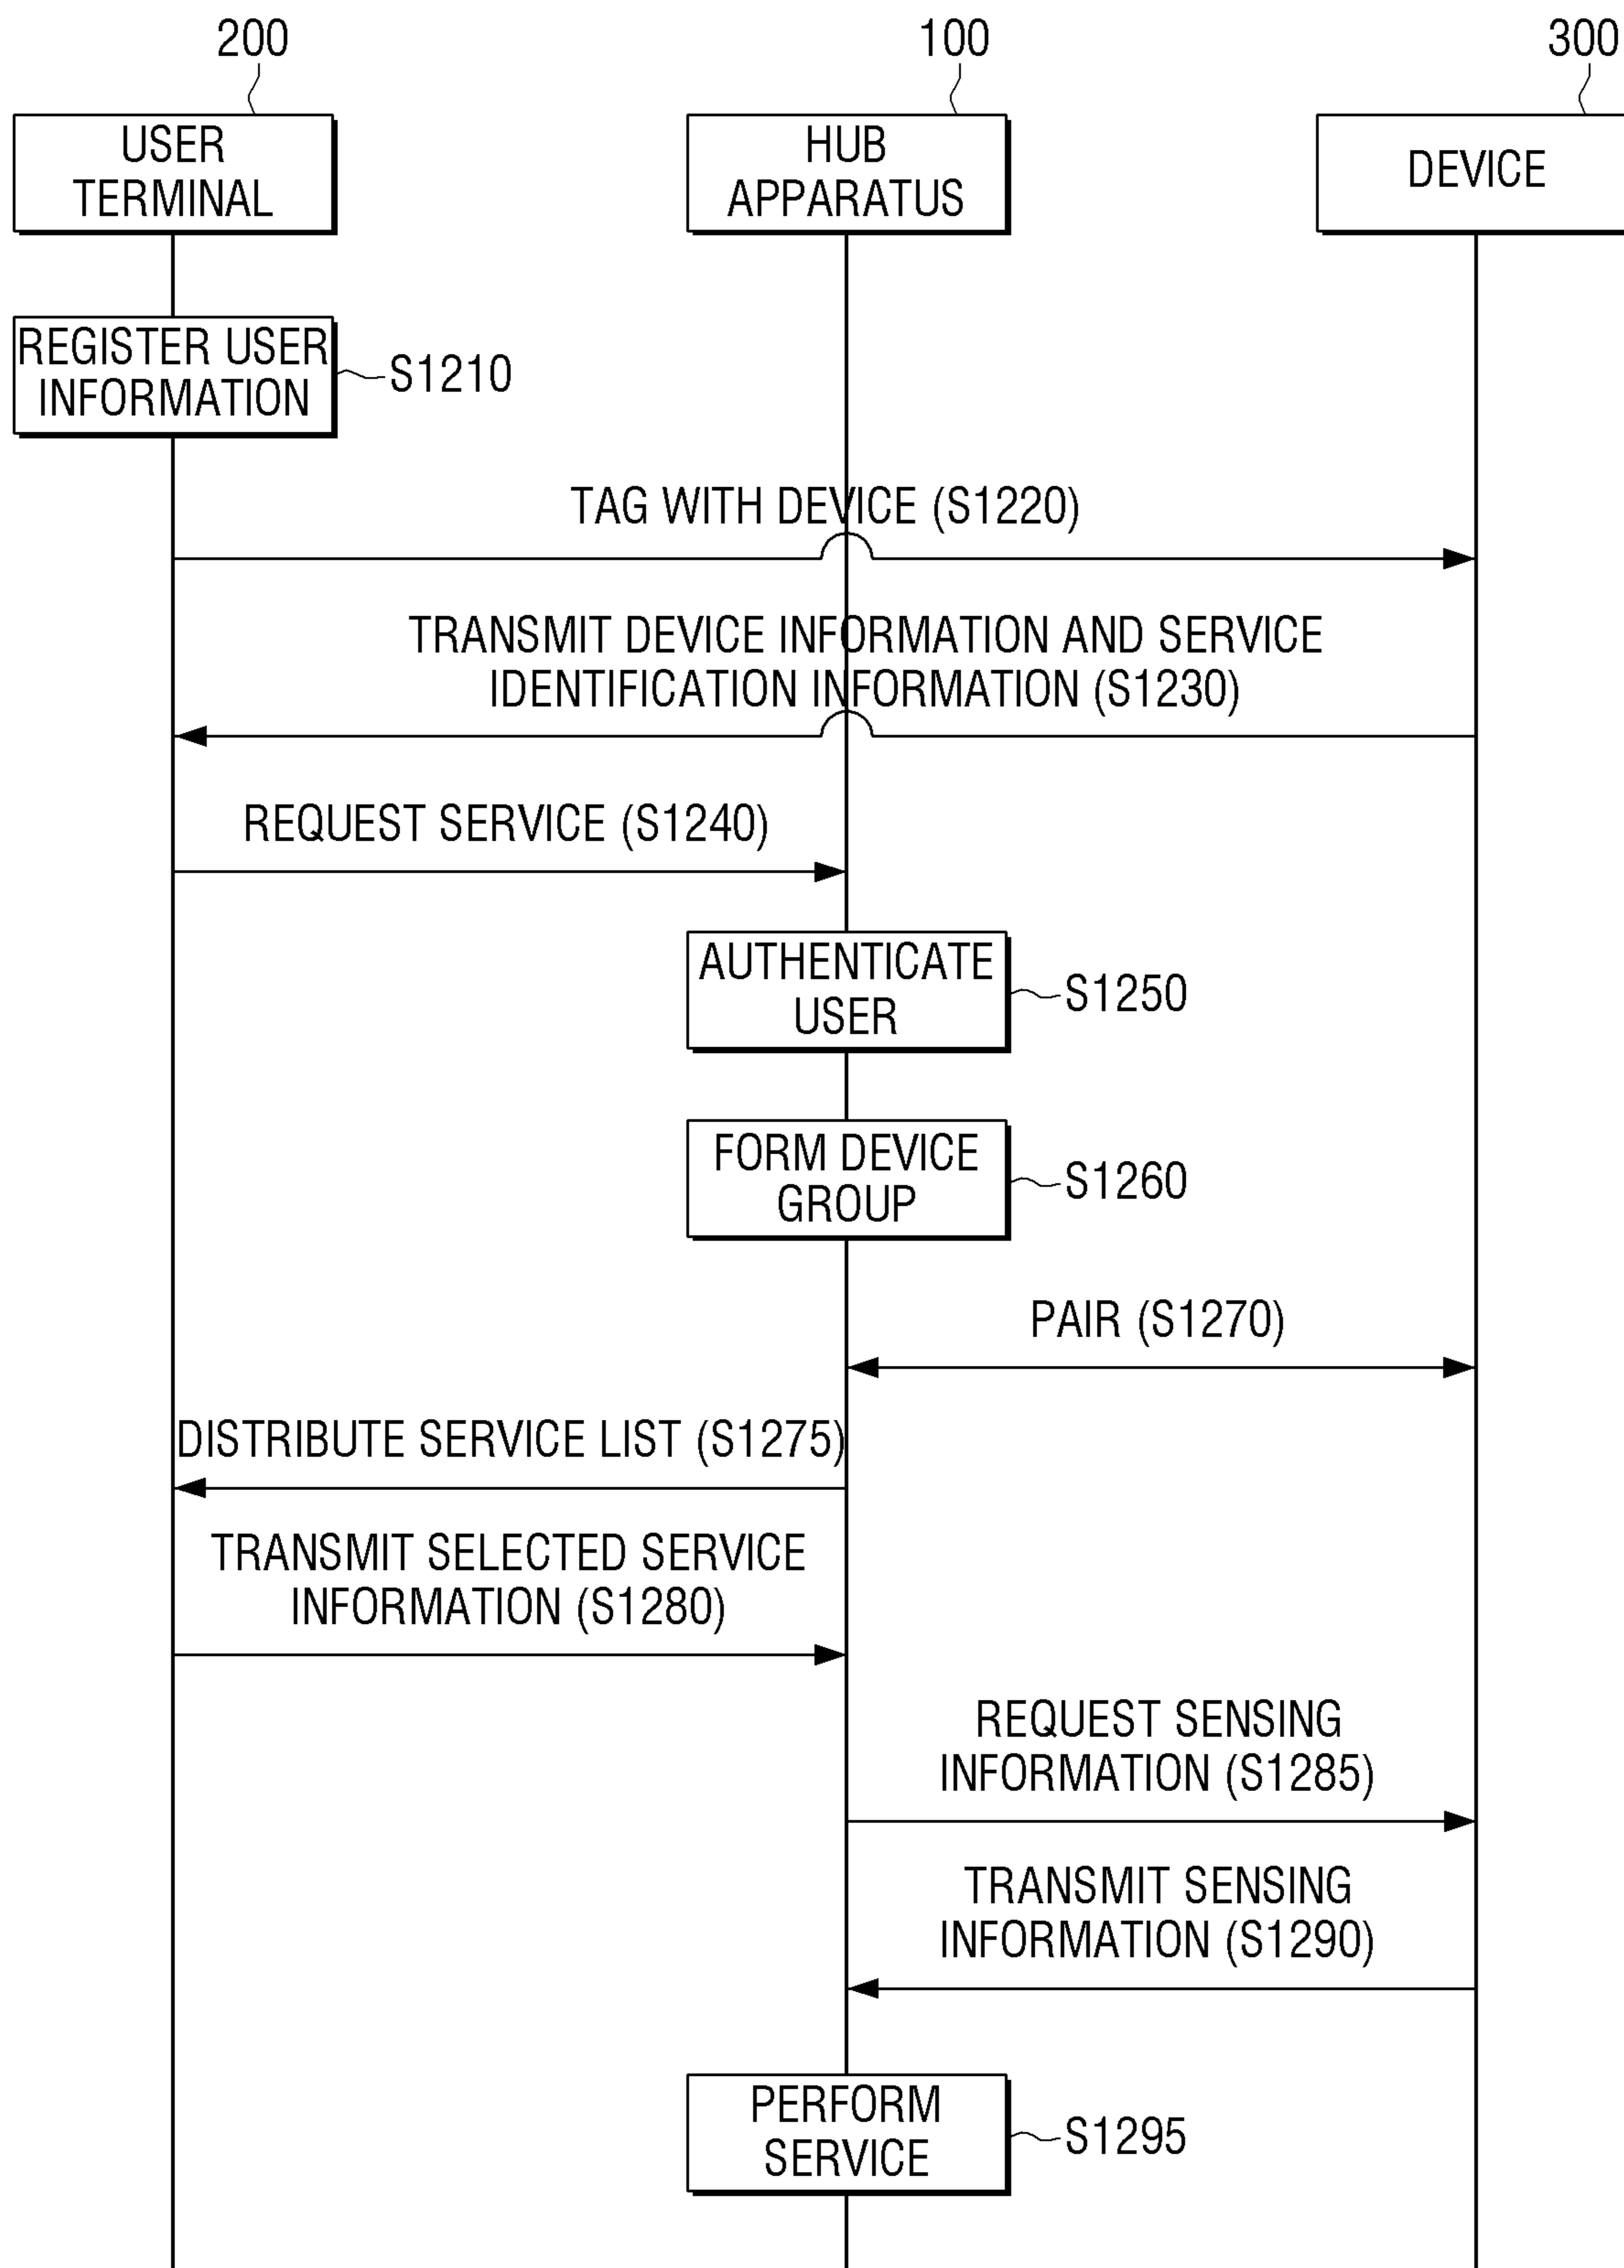 200
100
300
USER
TERMINAL
HUB
APPARATUS
DEVICE
REGISTER USER
INFORMATION
S1210
TAG WITH DEVICE (S1220)
TRANSMIT DEVICE INFORMATION AND SERVICE
IDENTIFICATION INFORMATION (S1230)
REQUEST SERVICE (S1240)
AUTHENTICATE
USER
S1250
FORM DEVICE
GROUP
S1260
PAIR (S1270)
DISTRIBUTE SERVICE LIST (S1275)
TRANSMIT SELECTED SERVICE
INFORMATION (S1280)
REQUEST SENSING
INFORMATION (S1285)
TRANSMIT SENSING
INFORMATION (S1290)
PERFORM
SERVICE
S1295